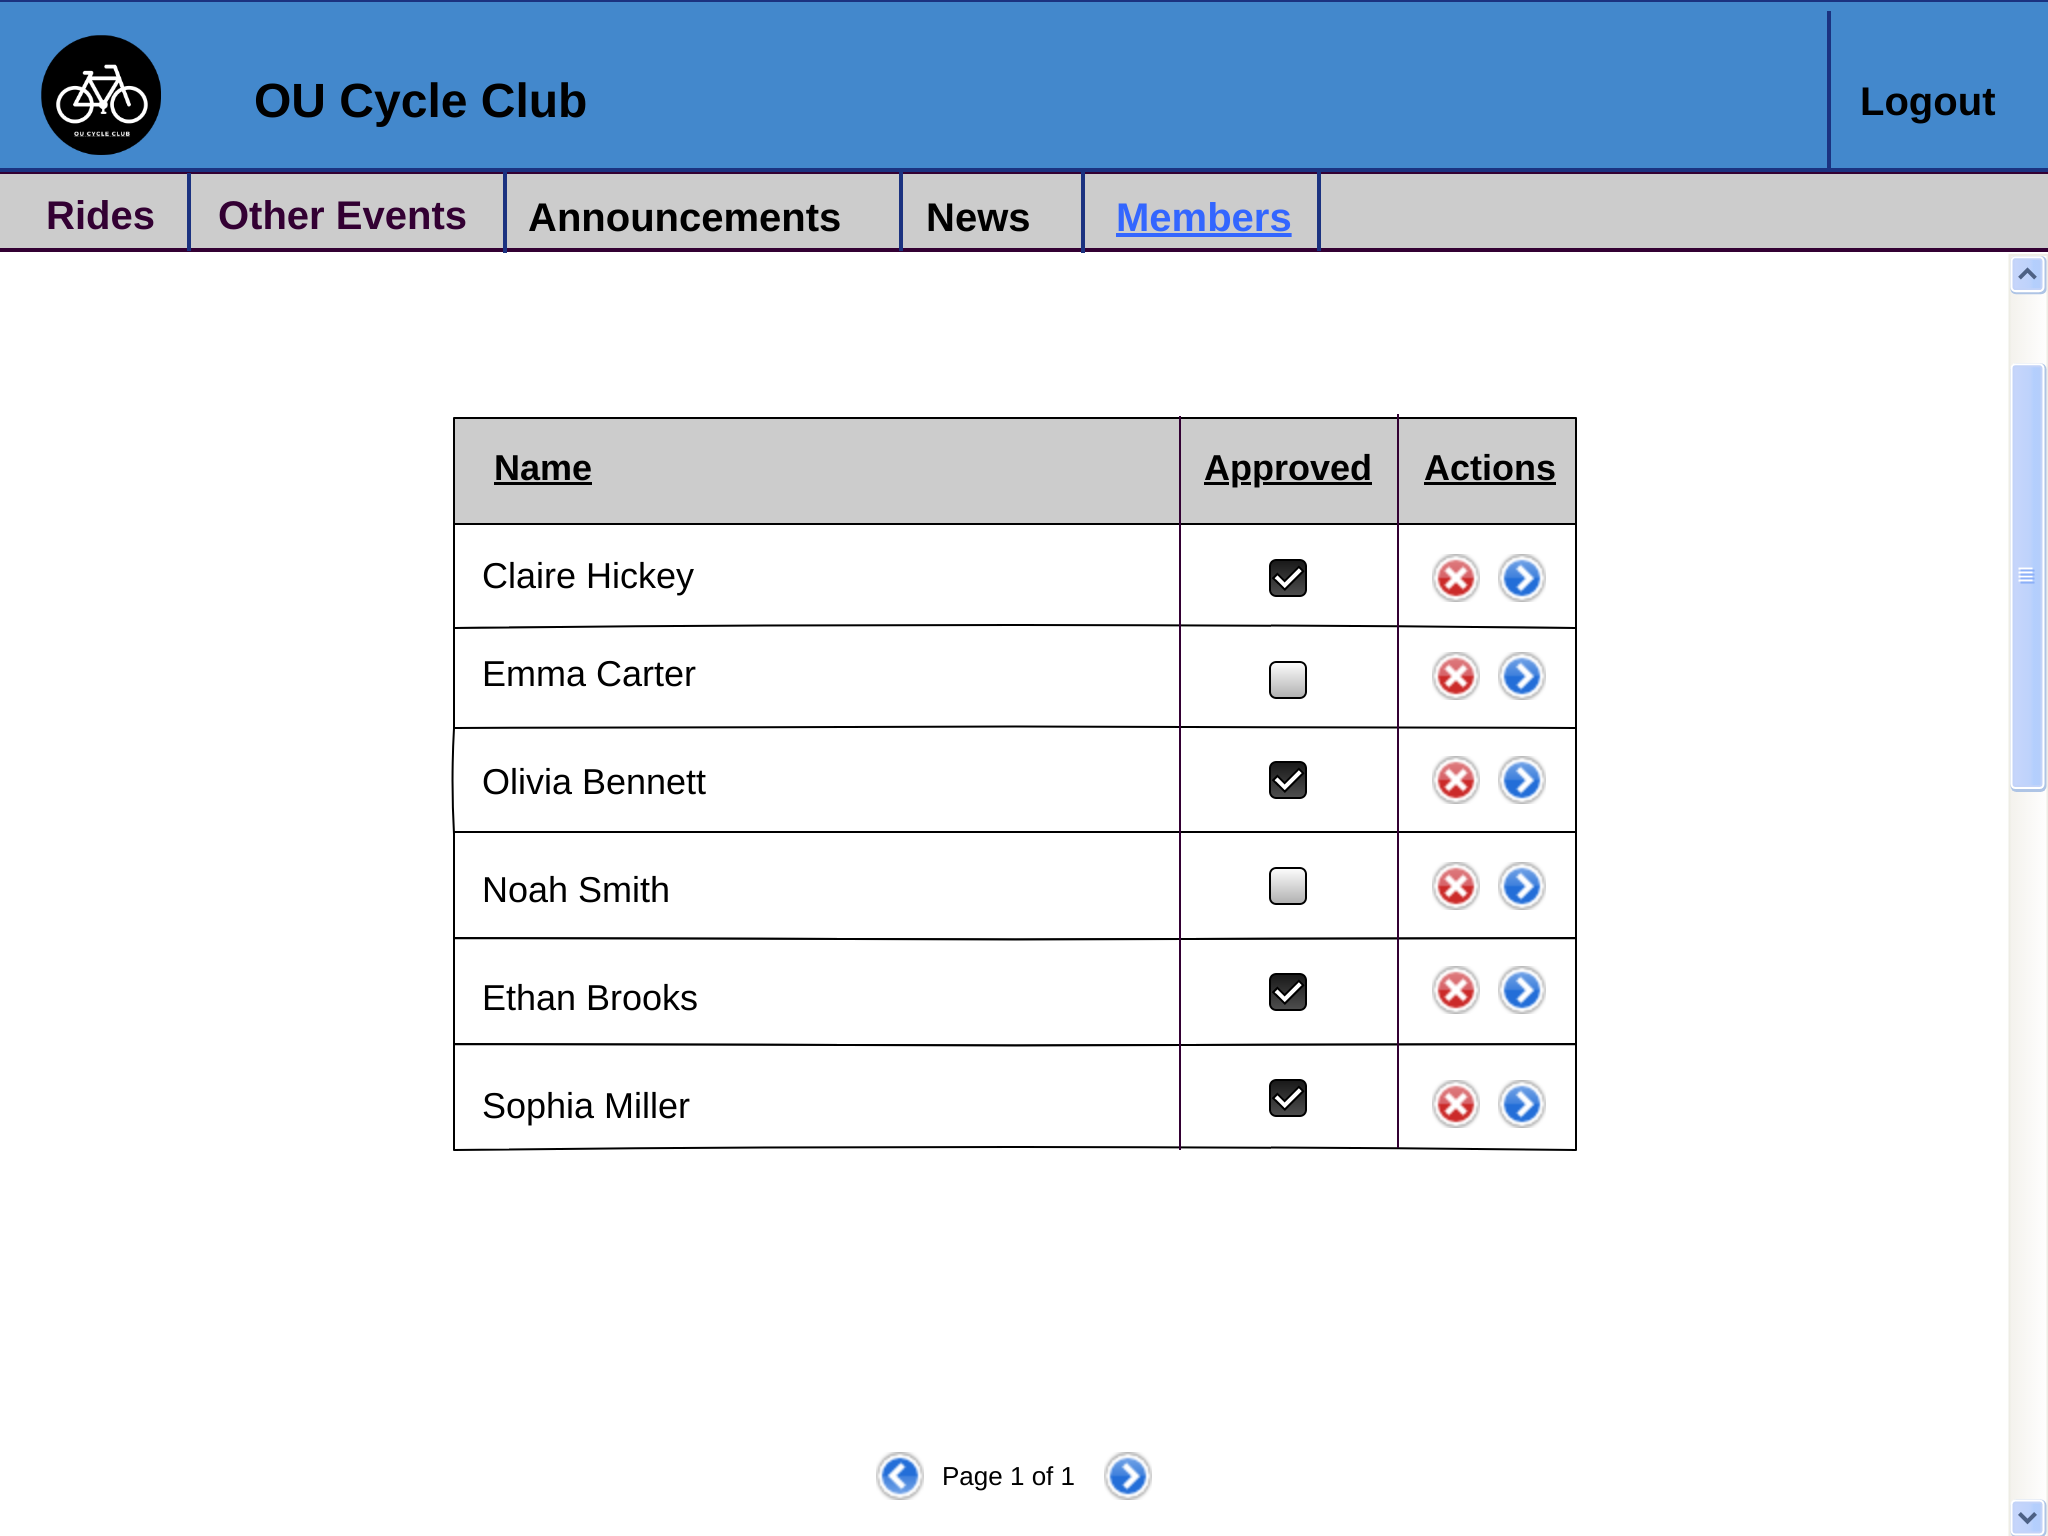 OU CYCLE CLUB
OU Cycle Club
Logout
Rides
Other Events
Announcements
News
Members
Name
Approved
Actions
Claire Hickey
Emma Carter
Olivia Bennett
Noah Smith
Ethan Brooks
Sophia Miller
Page 1 of 1